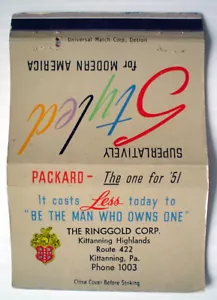 Universal Match Corp., Detroit
SUPERLATIVELY
Styled
for MODERN AMERICA
PACKARD - The one for '51
It costs Less today to
"BE THE MAN WHO OWNS ONE"
THE RINGGOLD CORP.
Kittanning Highlands
Route 422
Kittanning, Pa.
Phone 1003
Close Cover Before Striking